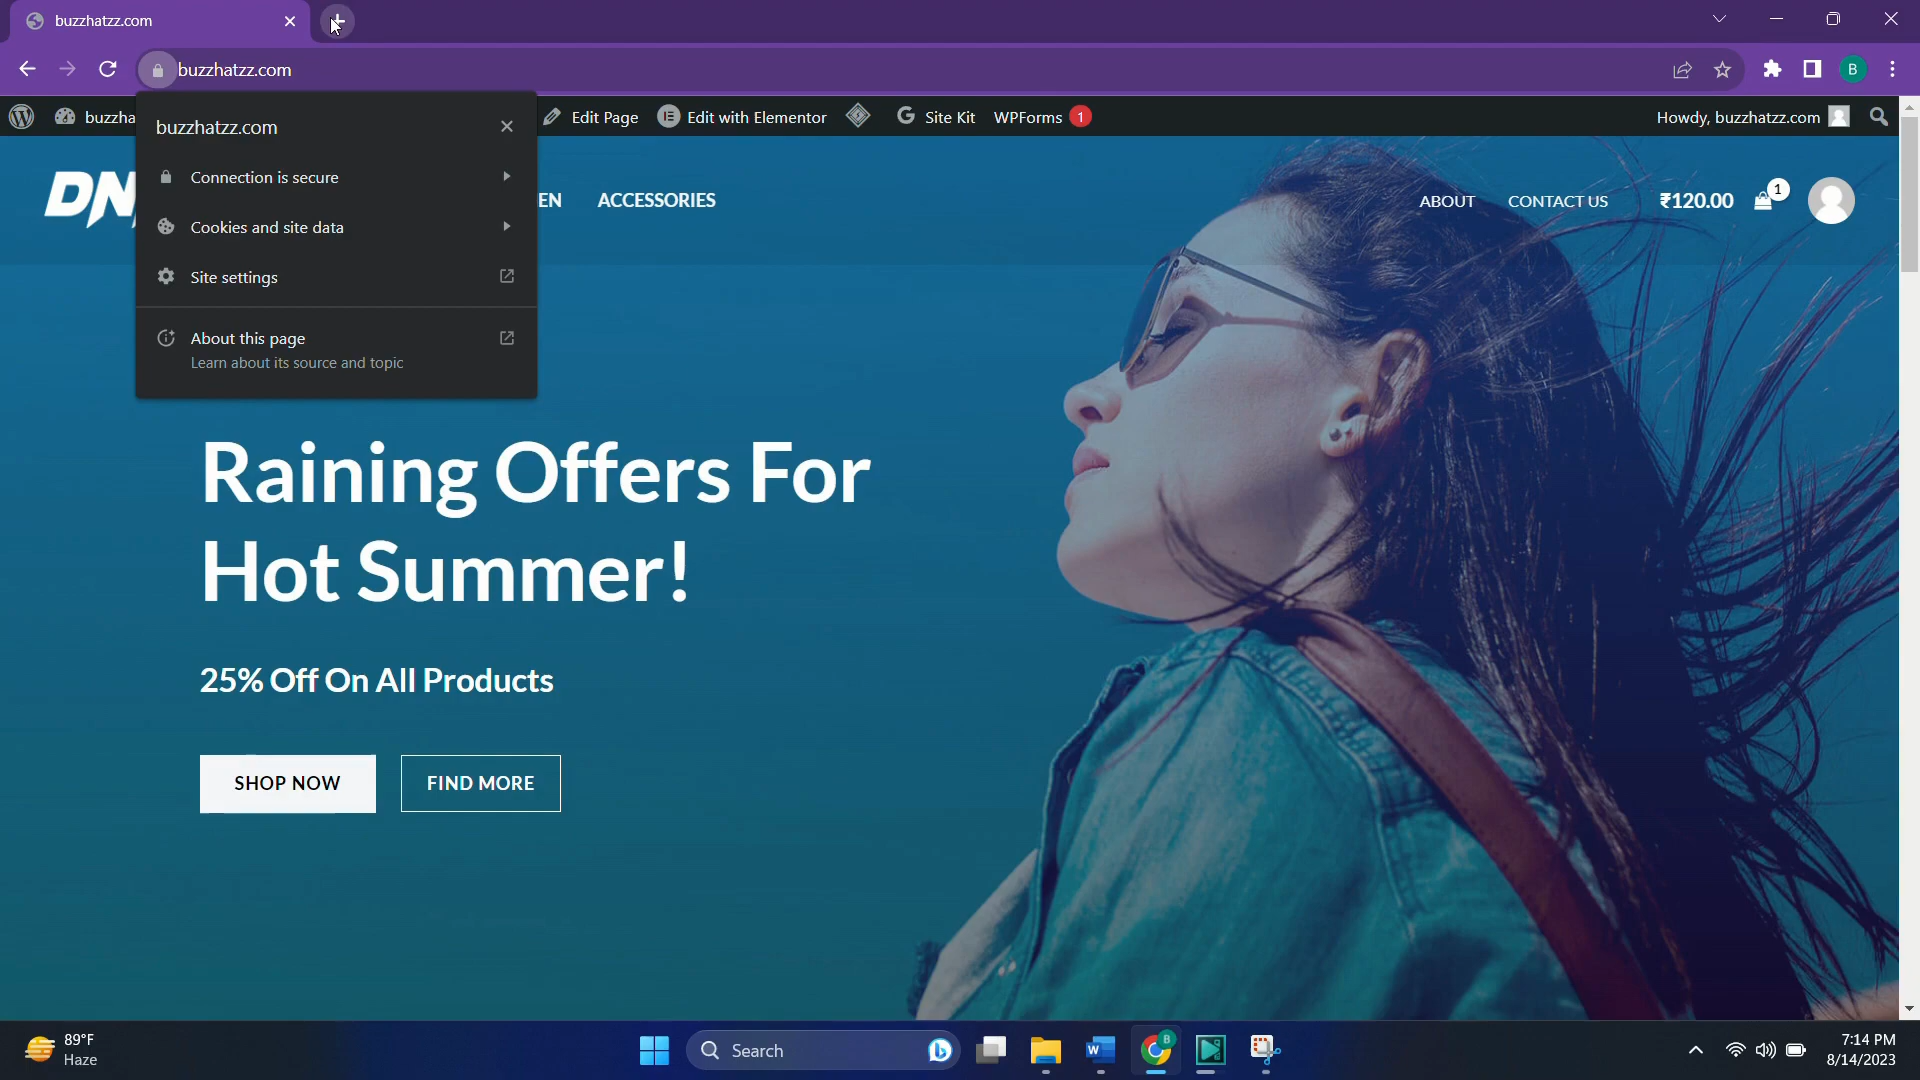 buzzhatzz.com
buzzhatzz.com
buzzha
Edit Page
Edit with Elementor
Site Kit
WPForms 1
Howdy, buzzhatzz.com
buzzhatzz.com
Connection is secure
Cookies and site data
Site settings
About this page
Learn about its source and topic
DN
EN
ACCESSORIES
ABOUT
CONTACT US
₹120.00
1
B
Raining Offers For
Hot Summer!
25% Off On All Products
SHOP NOW
FIND MORE
89°F
Haze
Search
7:14 PM
8/14/2023